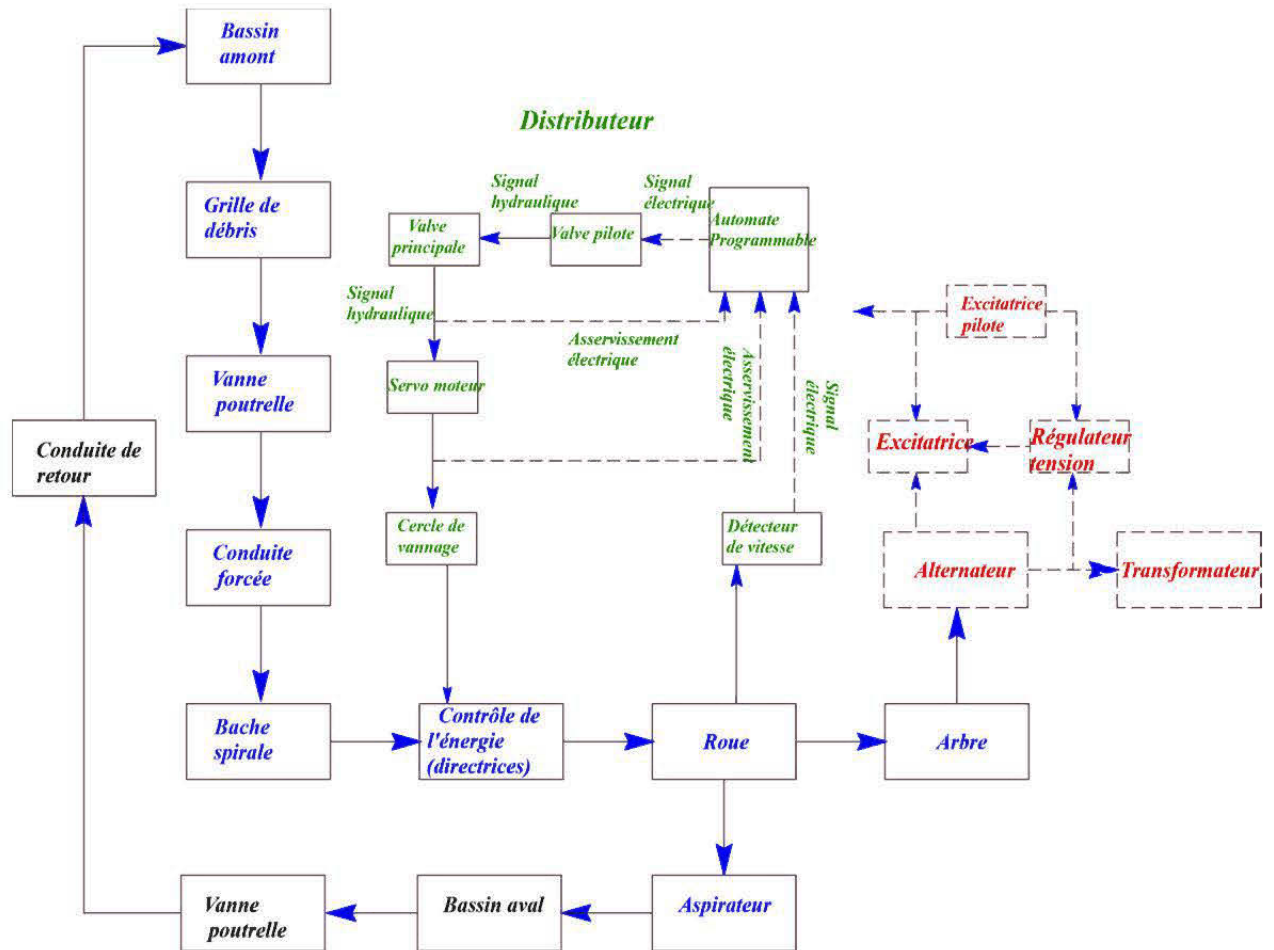 Bassin
amont
Distributeur
Grille de
débris
Signal
hydraulique
Signal
électrique
Valve
principale
Valve pilote
Automate
Programmable
Signal
hydraulique
Asservissement
électrique
Asservissement
électrique
Signal
électrique
Excitatrice
pilote
Vanne
poutrelle
Servo moteur
Excitatrice
Régulateur
tension
Conduite de
retour
Conduite
forcée
Cercle de
vannage
Détecteur
de vitesse
Alternateur
Transformateur
Bache
spirale
Contrôle de
l'énergie
(directrices)
Roue
Arbre
Vanne
poutrelle
Bassin aval
Aspirateur